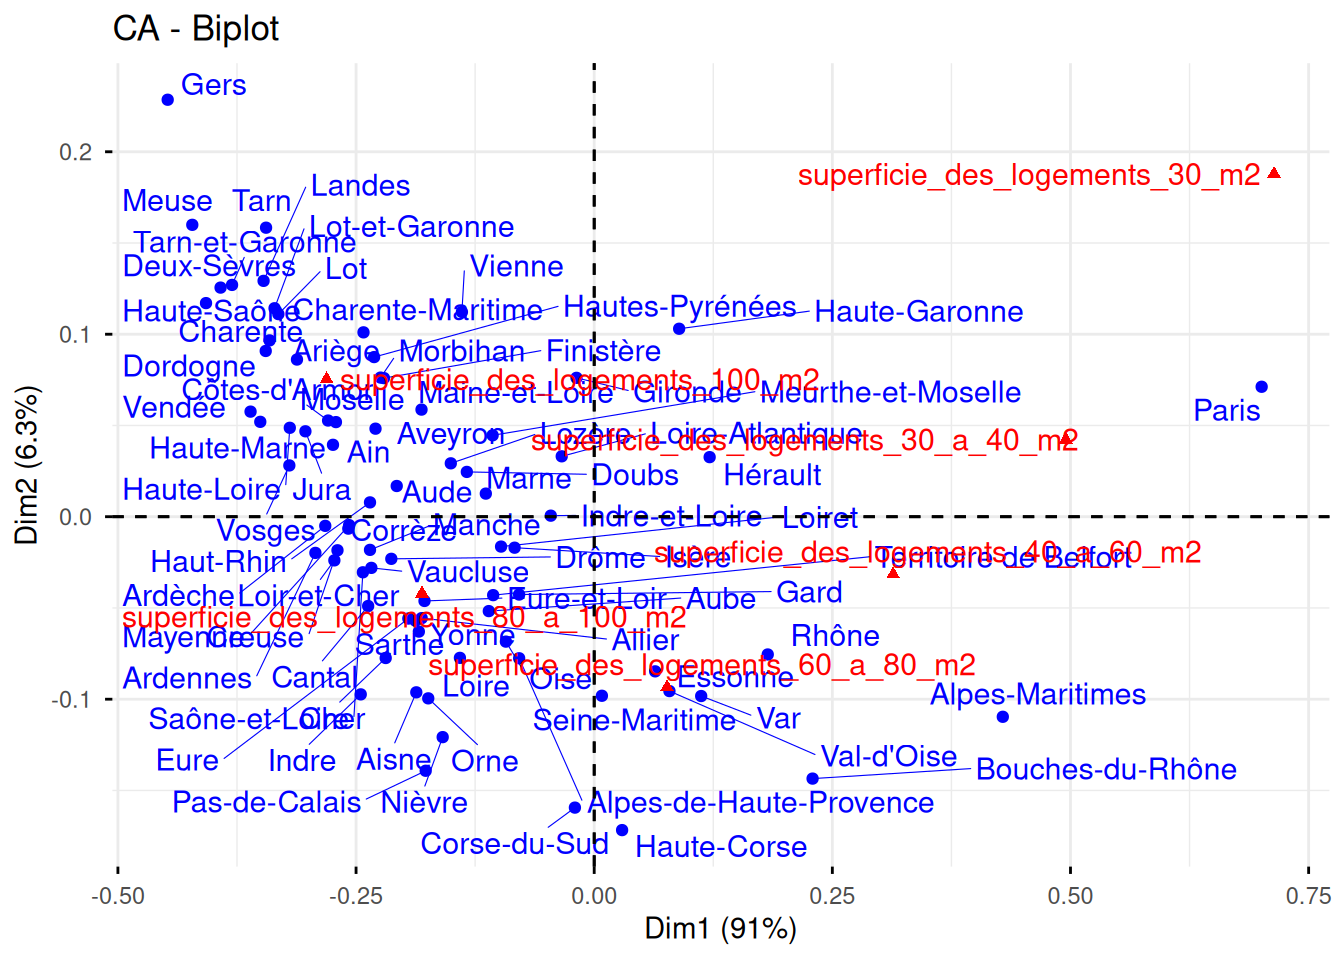 CA - Biplot
Gers
0.2
superficie_des_logements_30_m2
Landes
Meuse
Tarn
Lot-et-Garonne
Tarn-et-Garonne
Deux-Sèvres
Lot
Vienne
Haute-Saône
Charente-Maritime
Hautes-Pyrénées
Haute-Garonne
0.1
Charente
Ariège
Morbihan
Finistère
Dordogne
superficie_des_logements_100_m2
Côtes-d'Armor
Maine-et-Loire
Gironde
Meurthe-et-Moselle
Moselle
Vendée
Paris
Aveyron
Lozère
Loire-Atlantique
superficie_des_logements_30_a_40_m2
Haute-Marne
Ain
Marne
Doubs
Hérault
Haute-Loire
Jura
Aude
0.0
Indre-et-Loire
Loiret
Vosges
Corrèze
Manche
Haut-Rhin
Drôme
Isère
superficie_des_logements_40_a_60_m2
Territoire de Belfort
Vaucluse
Ardèche
Loir-et-Cher
Eure-et-Loir
Aube
Gard
superficie_des_logements_80_a_100_m2
Mayenne
Creuse
Sarthe
Yonne
Allier
Rhône
superficie_des_logements_60_a_80_m2
Ardennes
Cantal
Loire
Oise
Essonne
Alpes-Maritimes
-0.1
Saône-et-Loire
Cher
Seine-Maritime
Var
Eure
Indre
Aisne
Orne
Val-d'Oise
Bouches-du-Rhône
Pas-de-Calais
Nièvre
Alpes-de-Haute-Provence
Corse-du-Sud
Haute-Corse
-0.50
-0.25
0.00
0.25
0.50
0.75
Dim1 (91%)
Dim2 (6.3%)